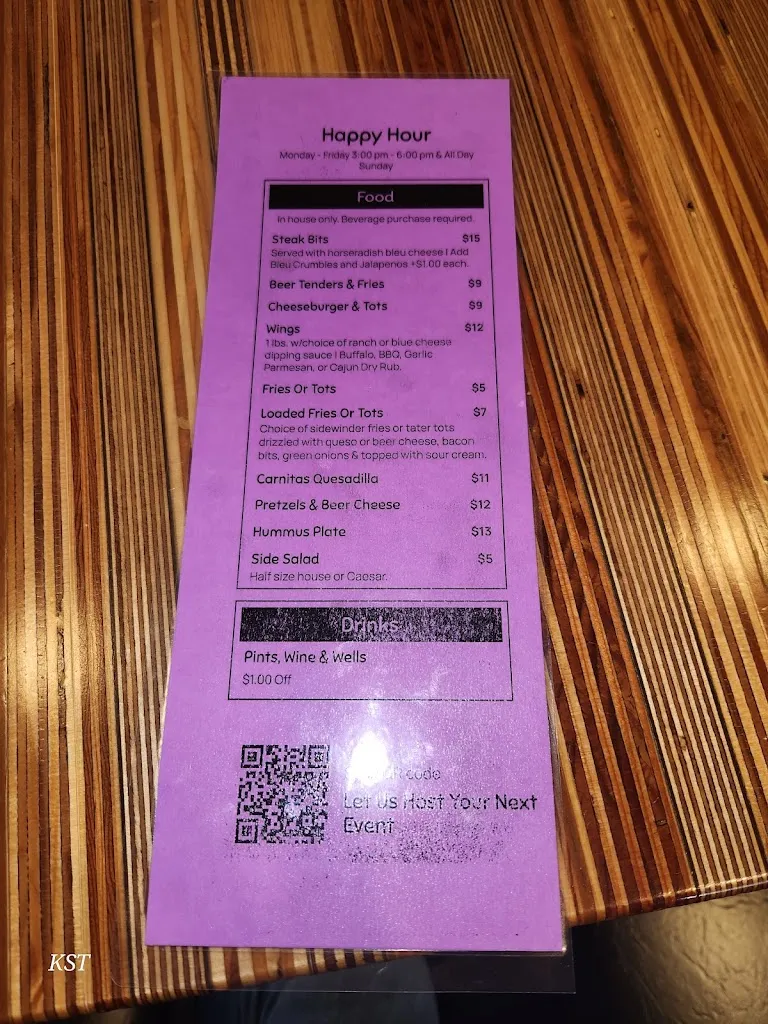 Happy Hour
Monday - Friday 3:00 pm - 6:00 pm & All Day
Sunday
Food
In house only. Beverage purchase required.
Steak Bits $15
Served with horseradish bleu cheese | Add
Bleu Crumbles and Jalapenos +$1.00 each.
Beer Tenders & Fries $9
Cheeseburger & Tots $9
Wings $12
1 lbs. w/choice of ranch or blue cheese
dipping sauce | Buffalo, BBQ, Garlic
Parmesan, or Cajun Dry Rub.
Fries Or Tots $5
Loaded Fries Or Tots $7
Choice of sidewinder fries or tater tots
drizzled with queso or beer cheese, bacon
bits, green onions & topped with sour cream.
Carnitas Quesadilla $11
Pretzels & Beer Cheese $12
Hummus Plate $13
Side Salad $5
Half size house or Caesar.
Drinks
Pints, Wine & Wells
$1.00 Off
QR code
Let Us Host Your Next
Event
KST